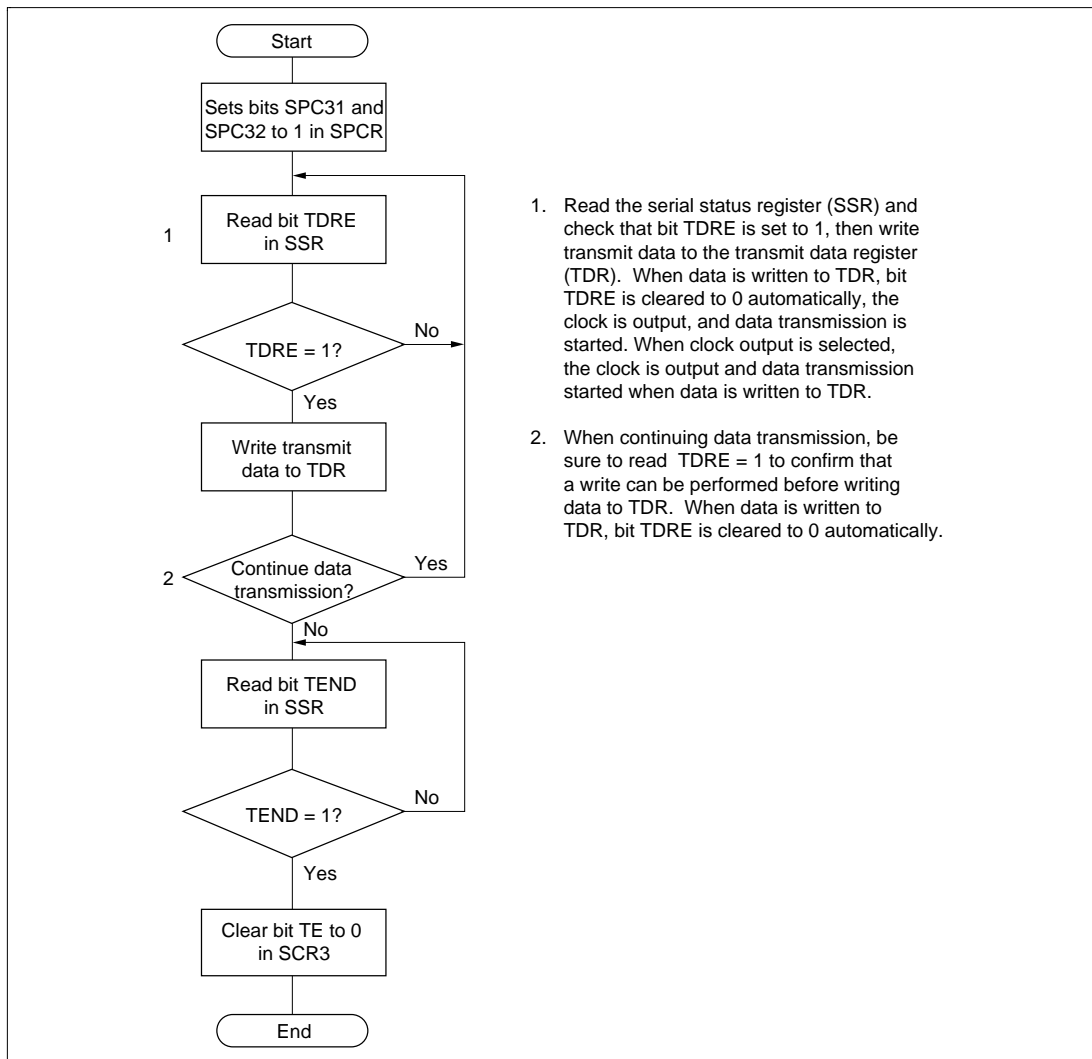 Start
Sets bits SPC31 and
SPC32 to 1 in SPCR
1
Read bit TDRE
in SSR
TDRE = 1?
No
Yes
Write transmit
data to TDR
2
Continue data
transmission?
Yes
No
Read bit TEND
in SSR
TEND = 1?
No
Yes
Clear bit TE to 0
in SCR3
End
1. Read the serial status register (SSR) and
check that bit TDRE is set to 1, then write
transmit data to the transmit data register
(TDR). When data is written to TDR, bit
TDRE is cleared to 0 automatically, the
clock is output, and data transmission is
started. When clock output is selected,
the clock is output and data transmission
started when data is written to TDR.
2. When continuing data transmission, be
sure to read TDRE = 1 to confirm that
a write can be performed before writing
data to TDR. When data is written to
TDR, bit TDRE is cleared to 0 automatically.